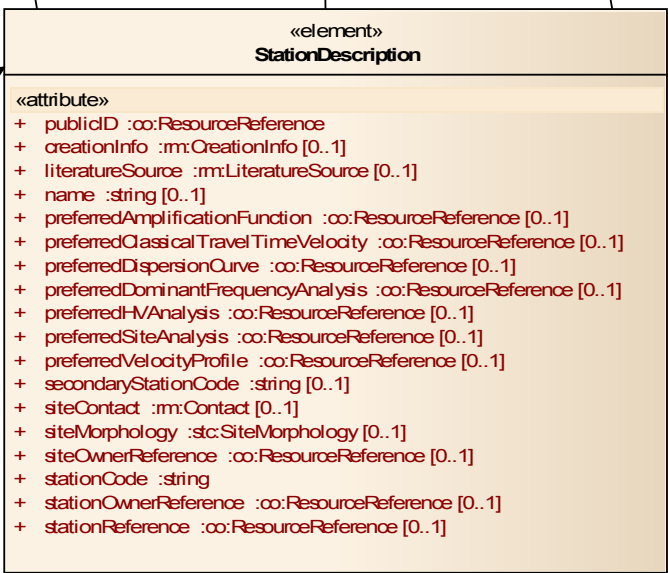 «element»
StationDescription
«attribute»
+ publicID :co:ResourceReference
+ creationInfo :rm:CreationInfo [0..1]
+ literatureSource :rm:LiteratureSource [0..1]
+ name :string [0..1]
+ preferredAmplificationFunction :co:ResourceReference [0..1]
+ preferredClassicalTravelTimeVelocity :co:ResourceReference [0..1]
+ preferredDispersionCurve :co:ResourceReference [0..1]
+ preferredDominantFrequencyAnalysis :co:ResourceReference [0..1]
+ preferredHVAnalysis :co:ResourceReference [0..1]
+ preferredSiteAnalysis :co:ResourceReference [0..1]
+ preferredVelocityProfile :co:ResourceReference [0..1]
+ secondaryStationCode :string [0..1]
+ siteContact :rm:Contact [0..1]
+ siteMorphology :stc:SiteMorphology [0..1]
+ siteOwnerReference :co:ResourceReference [0..1]
+ stationCode :string
+ stationOwnerReference :co:ResourceReference [0..1]
+ stationReference :co:ResourceReference [0..1]